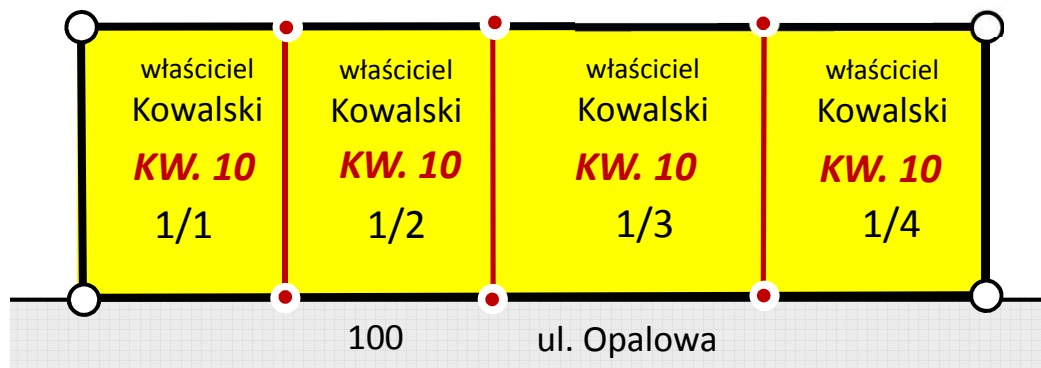 właściciel
Kowalski
KW. 10
1/1
właściciel
Kowalski
KW. 10
1/2
właściciel
Kowalski
KW. 10
1/3
właściciel
Kowalski
KW. 10
1/4
100 ul. Opalowa